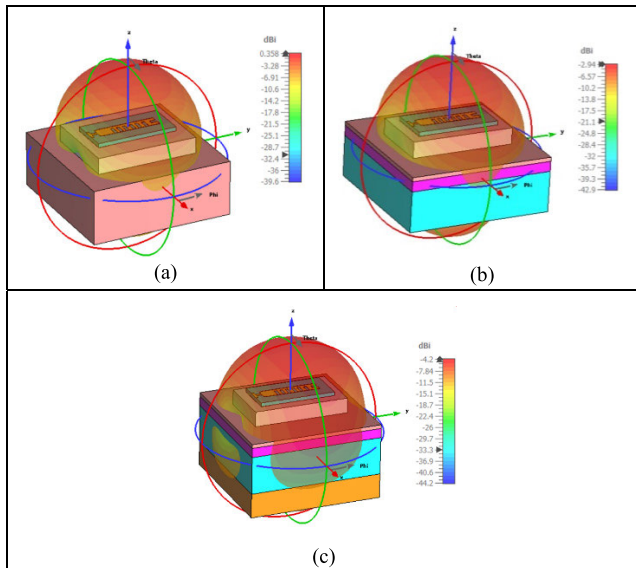 z
dBi
Theta
0.358
-3.28
-6.91
-10.6
-14.2
-17.8
-21.5
-25.1
-28.7
-32.4
-36
-39.6
y
Phi
x
(a)
z
dBi
Theta
-2.94
-6.57
-10.2
-13.8
-17.5
-21.1
-24.8
-28.4
-32
-35.7
-39.3
-42.9
y
Phi
x
(b)
z
dBi
Theta
-4.2
-7.84
-11.5
-15.1
-18.7
-22.4
-26
-29.7
-33.3
-36.9
-40.6
-44.2
y
Phi
x
(c)